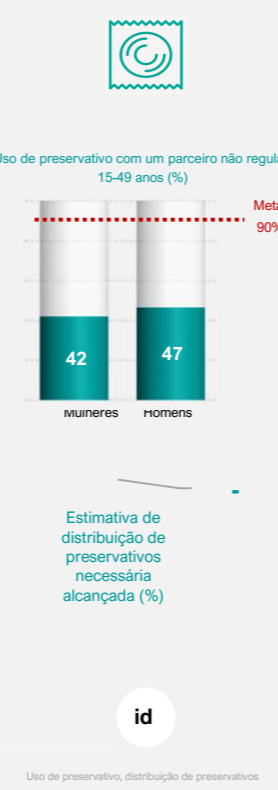 Uso de preservativo com um parceiro não regula
15-49 anos (%)
Meta
90%
42
47
Mulheres Homens
Estimativa de
distribuição de
preservativos
necessária
alcançada (%)
id
Uso de preservativo, distribuição de preservativos